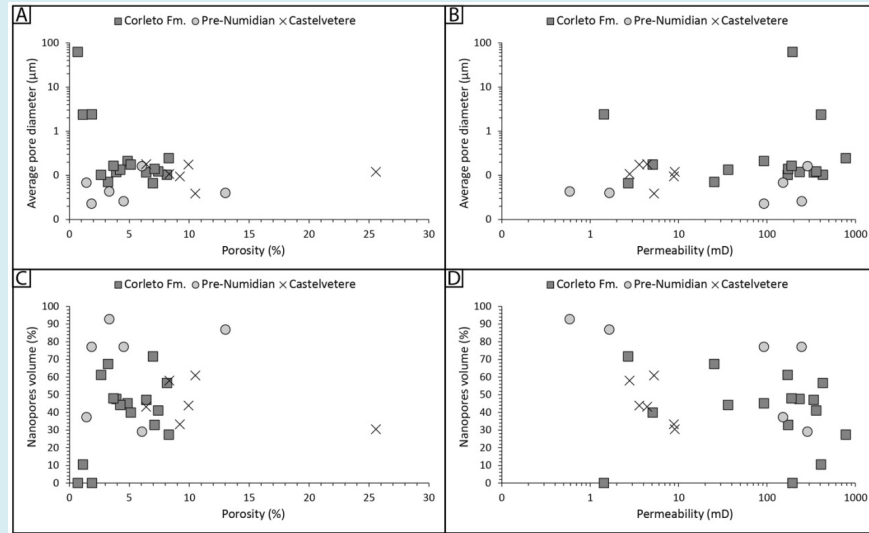 A
Corleto Fm. Pre-Numidian Castelvetere
Average pore diameter (μm)
100
10
1
0
0
0 5 10 15 20 25 30
Porosity (%)
B
Corleto Fm. Pre-Numidian Castelvetere
Average pore diameter (μm)
100
10
1
0
0
0 1 10 100 1000
Permeability (mD)
C
Corleto Fm. Pre-Numidian Castelvetere
Nanopores volume (%)
100
90
80
70
60
50
40
30
20
10
0
0 5 10 15 20 25 30
Porosity (%)
D
Corleto Fm. Pre-Numidian Castelvetere
Nanopores volume (%)
100
90
80
70
60
50
40
30
20
10
0
0 1 10 100 1000
Permeability (mD)